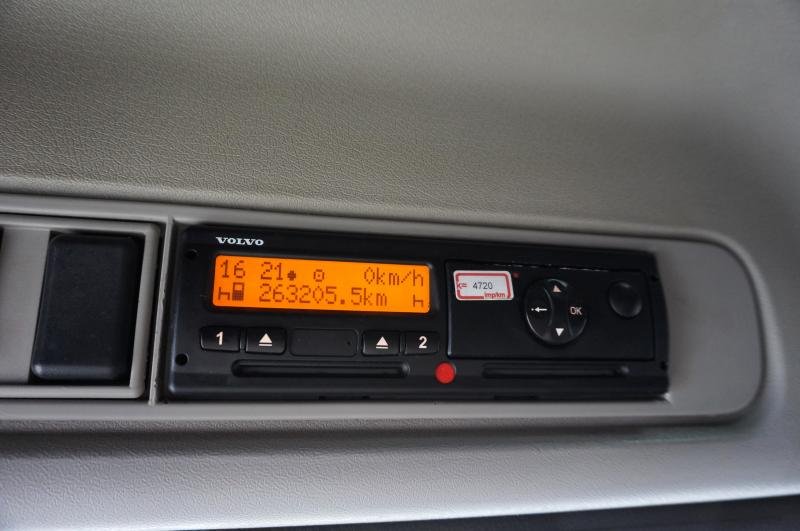 VOLVO
16 21 0km/h
263205.5km
k= 4720
imp/km
OK
1 2